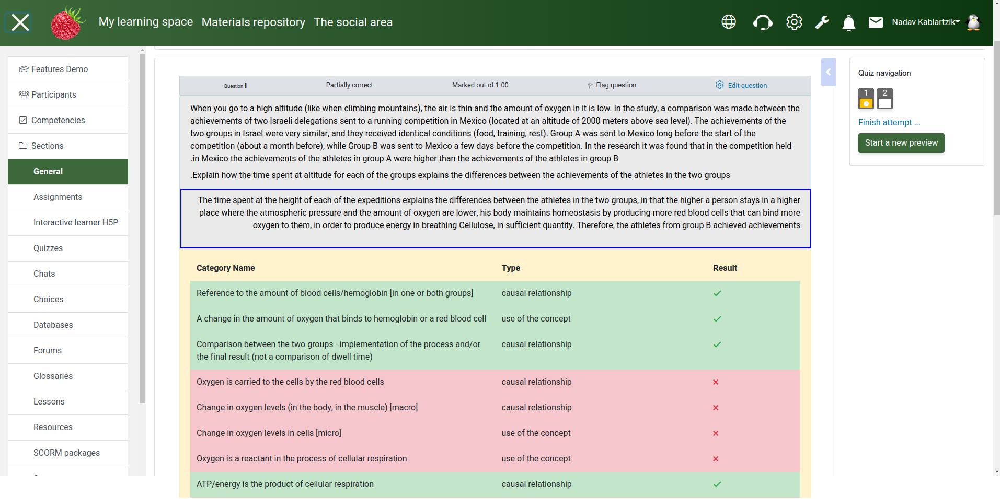 My learning space Materials repository The social area
Nadav Kablartzik
Features Demo
Participants
Competencies
Sections
General
Assignments
Interactive learner H5P
Quizzes
Chats
Choices
Databases
Forums
Glossaries
Lessons
Resources
SCORM packages
Question 1 Partially correct Marked out of 1.00 Flag question Edit question
When you go to a high altitude (like when climbing mountains), the air is thin and the amount of oxygen in it is low. In the study, a comparison was made between the
achievements of two Israeli delegations sent to a running competition in Mexico (located at an altitude of 2000 meters above sea level). The achievements of the
two groups in Israel were very similar, and they received identical conditions (food, training, rest). Group A was sent to Mexico long before the start of the
competition (about a month before), while Group B was sent to Mexico a few days before the competition. In the research it was found that in the competition held
.in Mexico the achievements of the athletes in group A were higher than the achievements of the athletes in group B
.Explain how the time spent at altitude for each of the groups explains the differences between the achievements of the athletes in the two groups
The time spent at the height of each of the expeditions explains the differences between the athletes in the two groups, in that the higher a person stays in a higher
place where the atmospheric pressure and the amount of oxygen are lower, his body maintains homeostasis by producing more red blood cells that can bind more
oxygen to them, in order to produce energy in breathing Cellulose, in sufficient quantity. Therefore, the athletes from group B achieved achievements
Category Name Type Result
Reference to the amount of blood cells/hemoglobin [in one or both groups] causal relationship
A change in the amount of oxygen that binds to hemoglobin or a red blood cell use of the concept
Comparison between the two groups - implementation of the process and/or causal relationship
the final result (not a comparison of dwell time)
Oxygen is carried to the cells by the red blood cells causal relationship
Change in oxygen levels (in the body, in the muscle) [macro] causal relationship
Change in oxygen levels in cells [micro] use of the concept
Oxygen is a reactant in the process of cellular respiration use of the concept
ATP/energy is the product of cellular respiration causal relationship
Quiz navigation
1 2
Finish attempt ...
Start a new preview